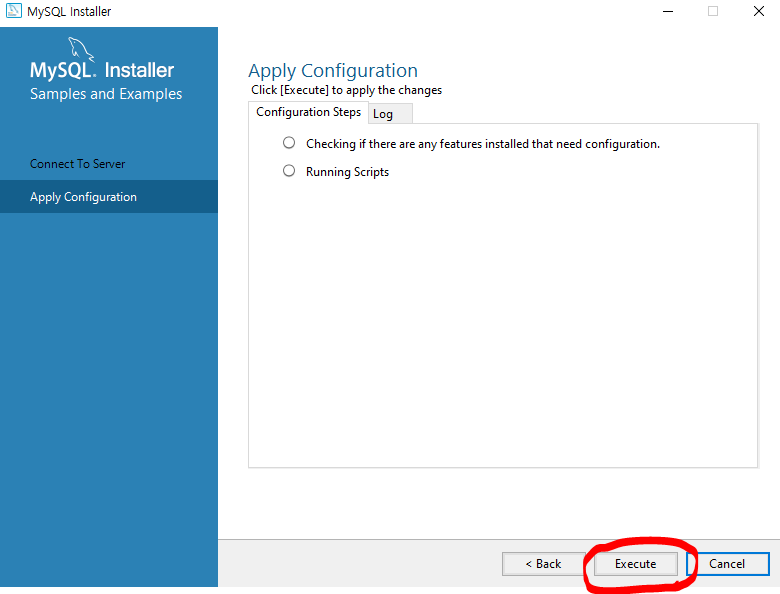 MySQL Installer
MySQL. Installer
Samples and Examples
Connect To Server
Apply Configuration
Apply Configuration
Click [Execute] to apply the changes
Configuration Steps
Log
Checking if there are any features installed that need configuration.
Running Scripts
< Back
Execute
Cancel